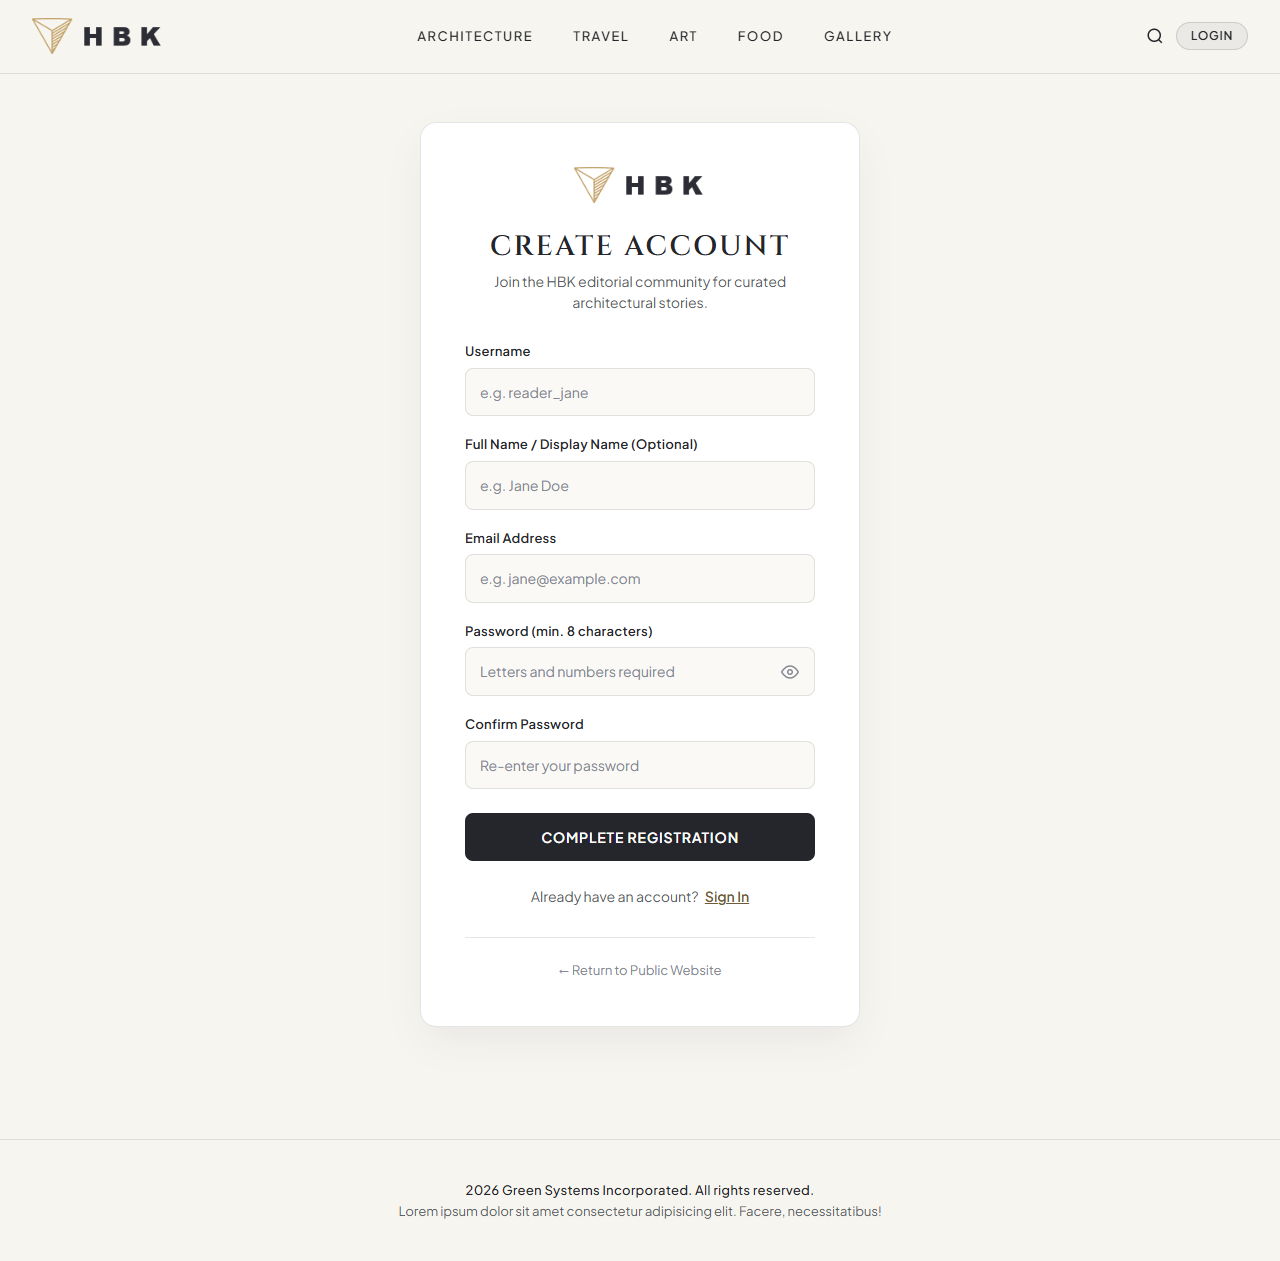 HBK
ARCHITECTURE
TRAVEL
ART
FOOD
GALLERY
LOGIN
HBK
CREATE ACCOUNT
Join the HBK editorial community for curated
architectural stories.
Username
e.g. reader_jane
Full Name / Display Name (Optional)
e.g. Jane Doe
Email Address
e.g. jane@example.com
Password (min. 8 characters)
Letters and numbers required
Confirm Password
Re-enter your password
COMPLETE REGISTRATION
Already have an account? Sign In
← Return to Public Website
2026 Green Systems Incorporated. All rights reserved.
Lorem ipsum dolor sit amet consectetur adipisicing elit. Facere, necessitatibus!